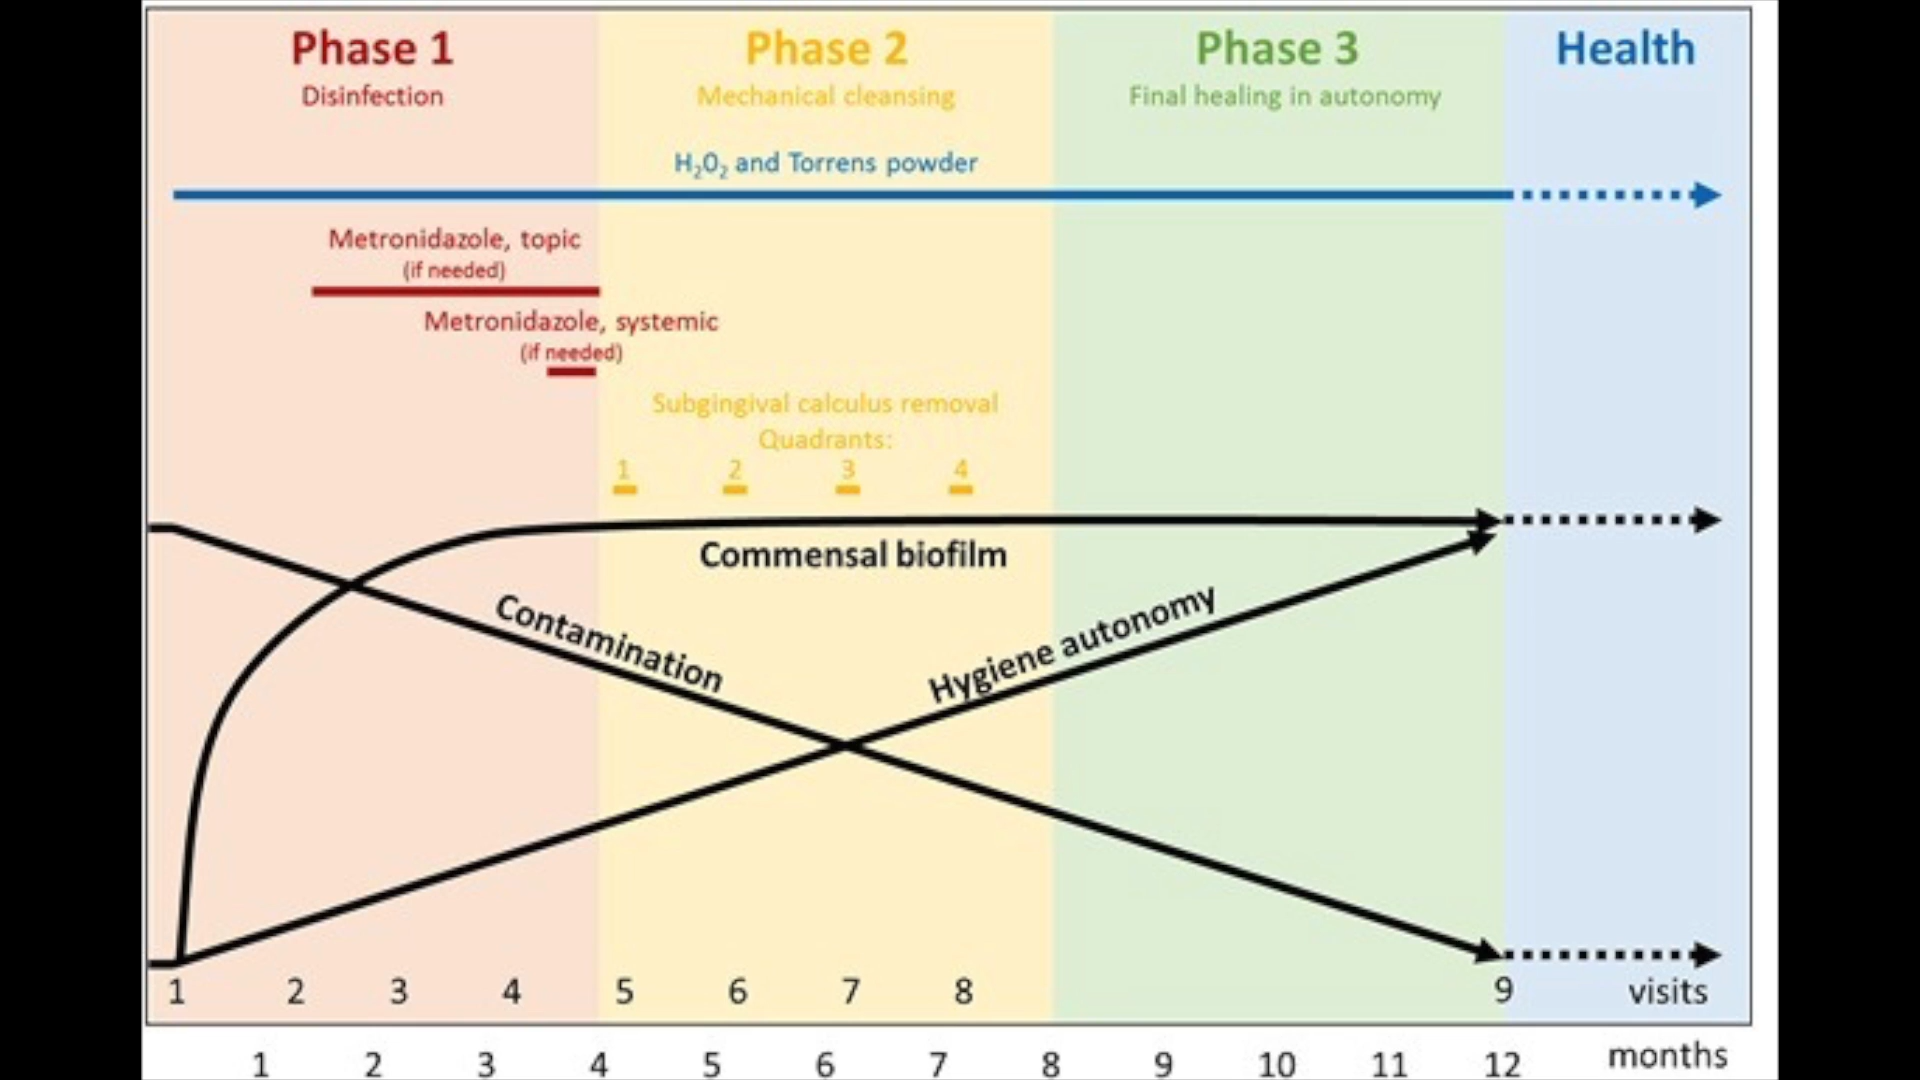 Phase 1
Disinfection
Phase 2
Mechanical cleansing
Phase 3
Final healing in autonomy
Health
H₂0₂ and Torrens powder
Metronidazole, topic
(if needed)
Metronidazole, systemic
(if needed)
Subgingival calculus removal
Quadrants:
1 2 3 4
Commensal biofilm
Contamination
Hygiene autonomy
1 2 3 4 5 6 7 8 9 visits
1 2 3 4 5 6 7 8 9 10 11 12 months